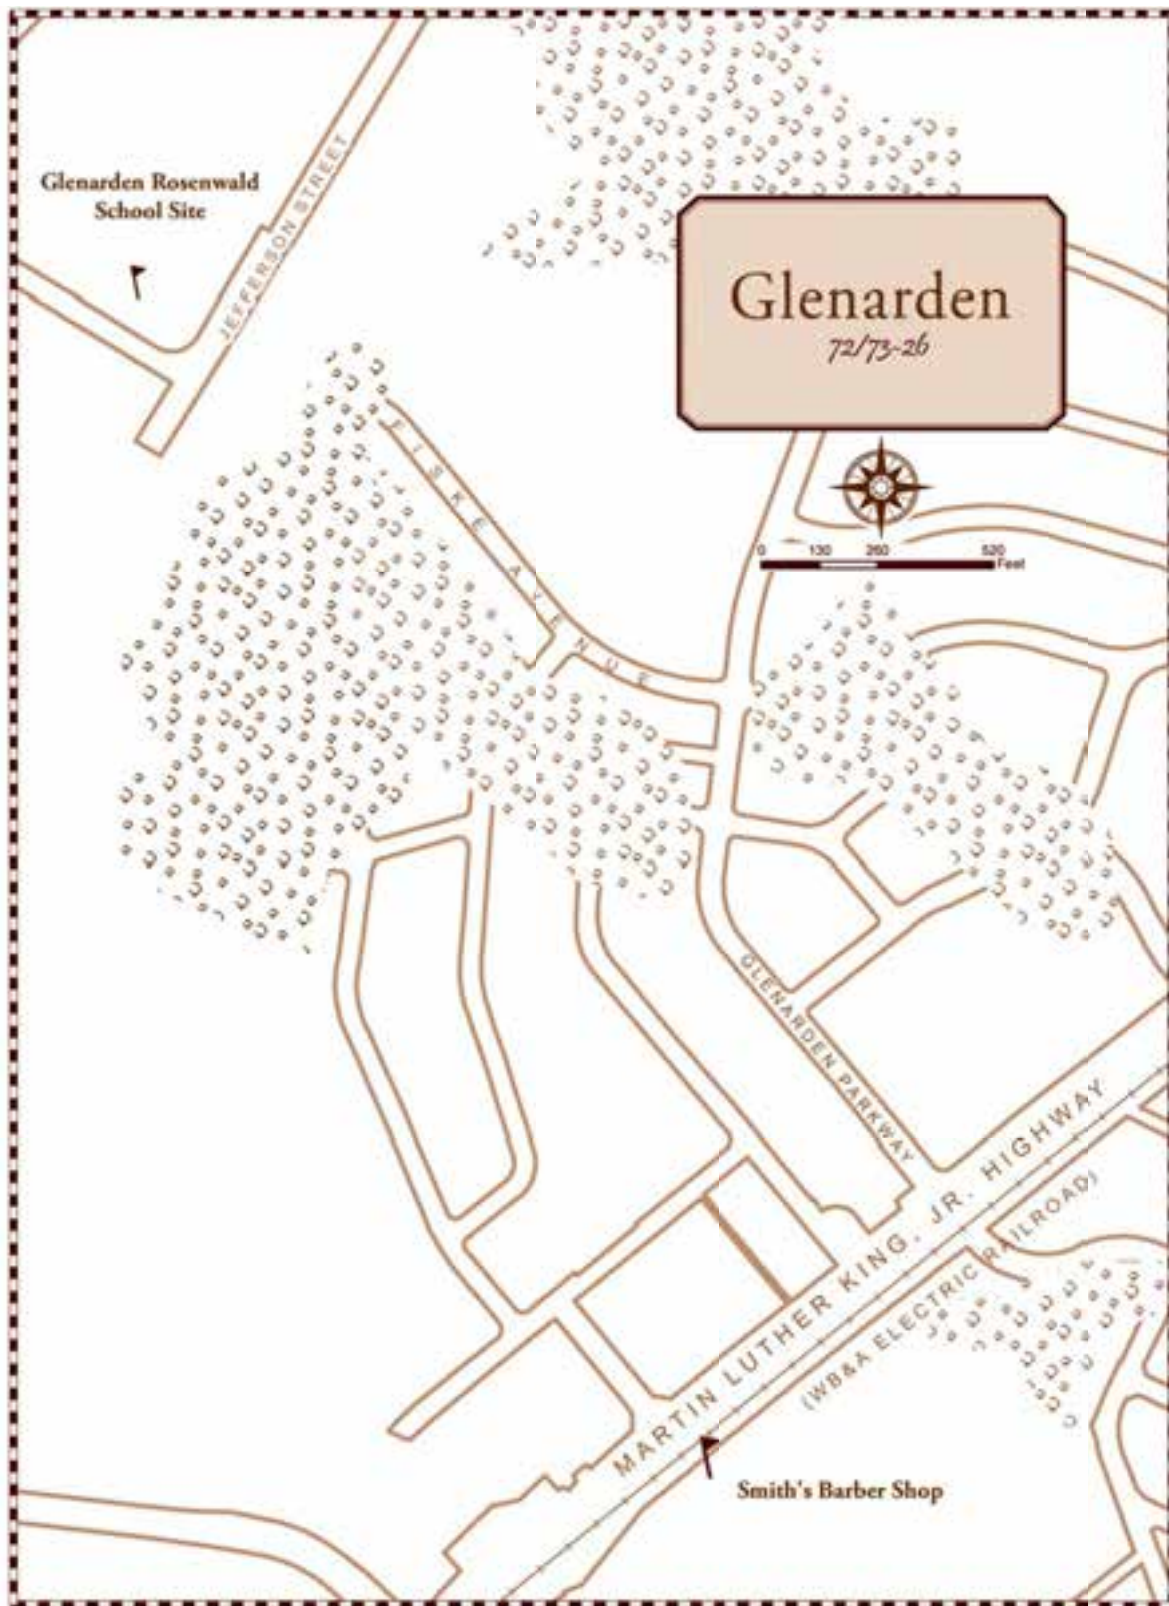 Glenarden Rosenwald
School Site
JEFFERSON STREET
Glenarden
72/73-26
FISKE AVENUE
0 130 260 520
Feet
GLENARDEN PARKWAY
MARTIN LUTHER KING, JR. HIGHWAY
(WB&A ELECTRIC RAILROAD)
Smith's Barber Shop